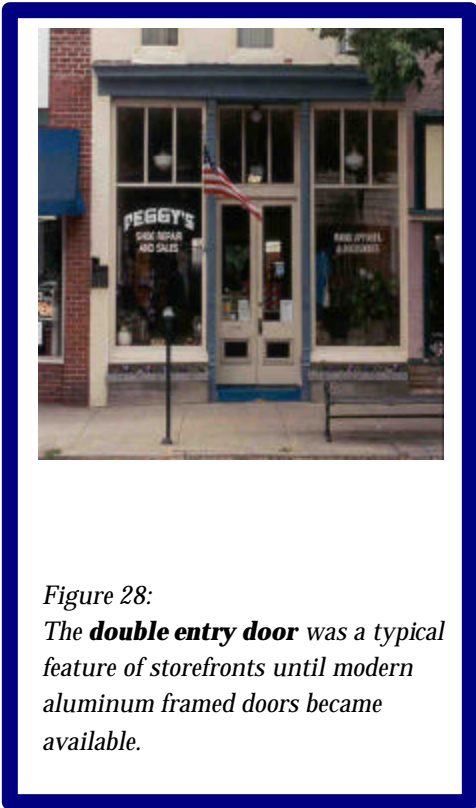 PEGGY'S
SHOE REPAIR
AND SALES
Figure 28:
The double entry door was a typical
feature of storefronts until modern
aluminum framed doors became
available.